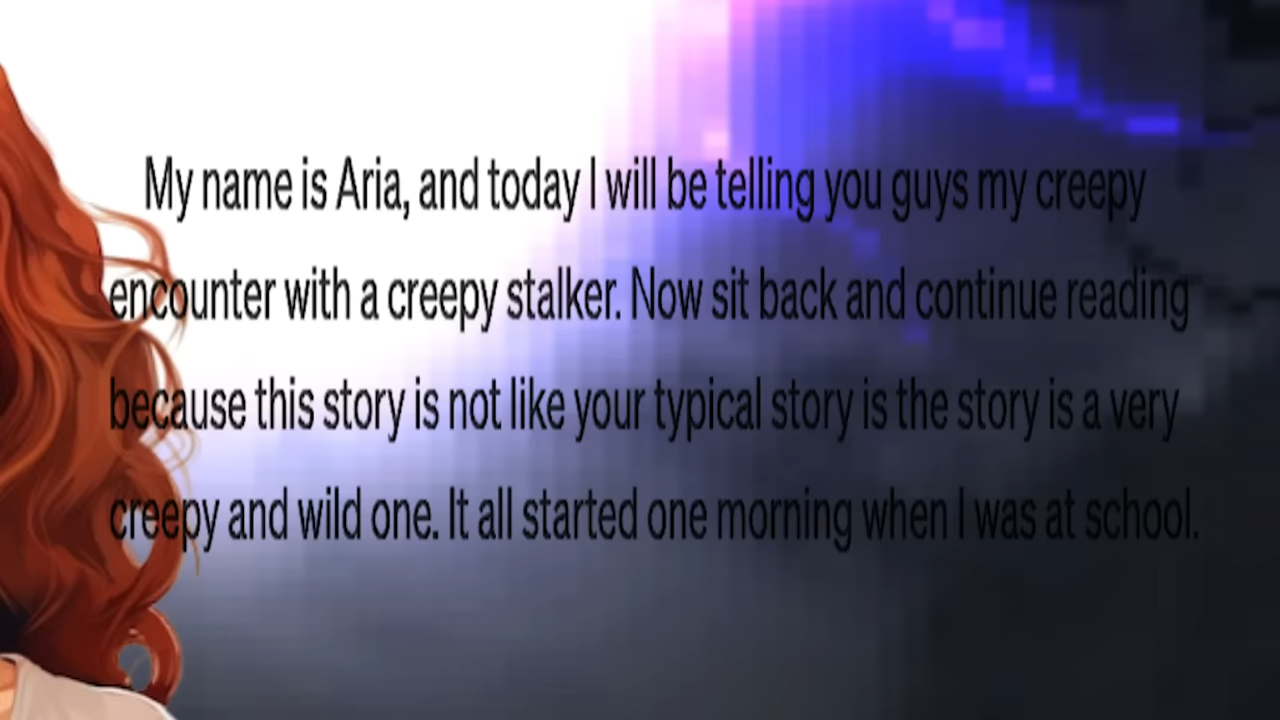 My name is Aria, and today I will be telling you guys my creepy
encounter with a creepy stalker. Now sit back and continue reading
because this story is not like your typical story is the story is a very
creepy and wild one. It all started one morning when I was at school.